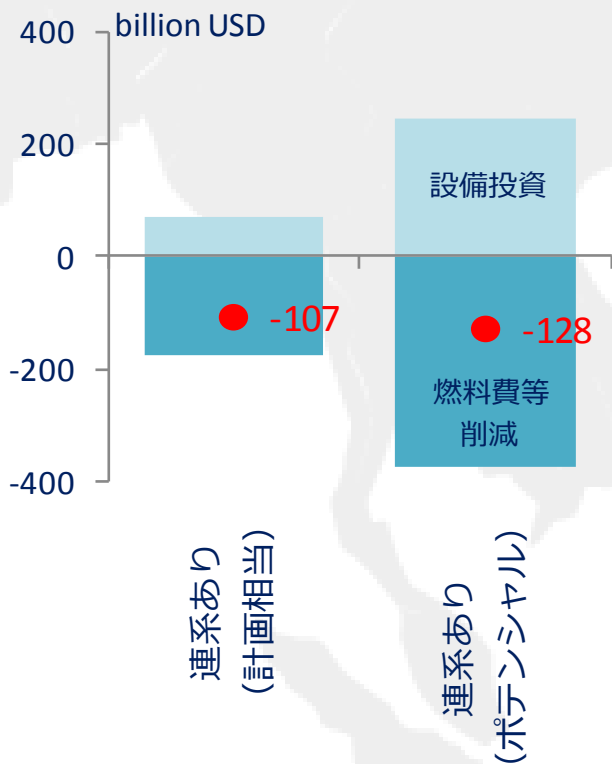 billion USD
400
200
0
-200
-400
設備投資
-107
-128
燃料費等
削減
連系あり
(計画相当)
連系あり
(ポテンシャル)